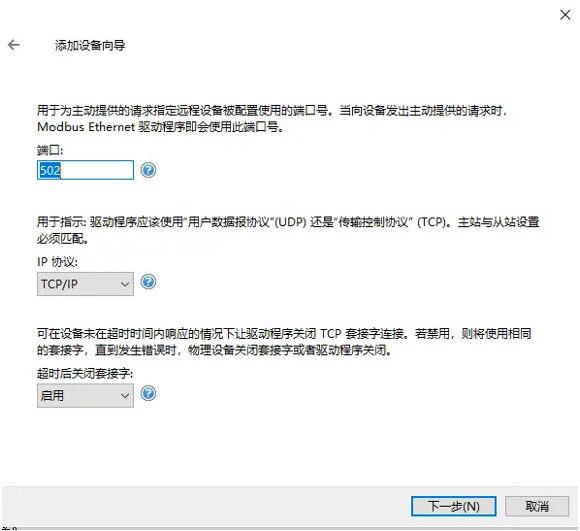 添加设备向导
用于为主动提供的请求指定远程设备被配置使用的端口号。当向设备发出主动提供的请求时，
Modbus Ethernet 驱动程序即会使用此端口号。
端口:
502
用于指示: 驱动程序应该使用“用户数据报协议”(UDP) 还是“传输控制协议” (TCP)。主站与从站设置
必须匹配。
IP 协议:
TCP/IP
可在设备未在超时时间内响应的情况下让驱动程序关闭 TCP 套接字连接。若禁用，则将使用相同
的套接字，直到发生错误时，物理设备关闭套接字或者驱动程序关闭。
超时后关闭套接字:
启用
下一步(N)
取消